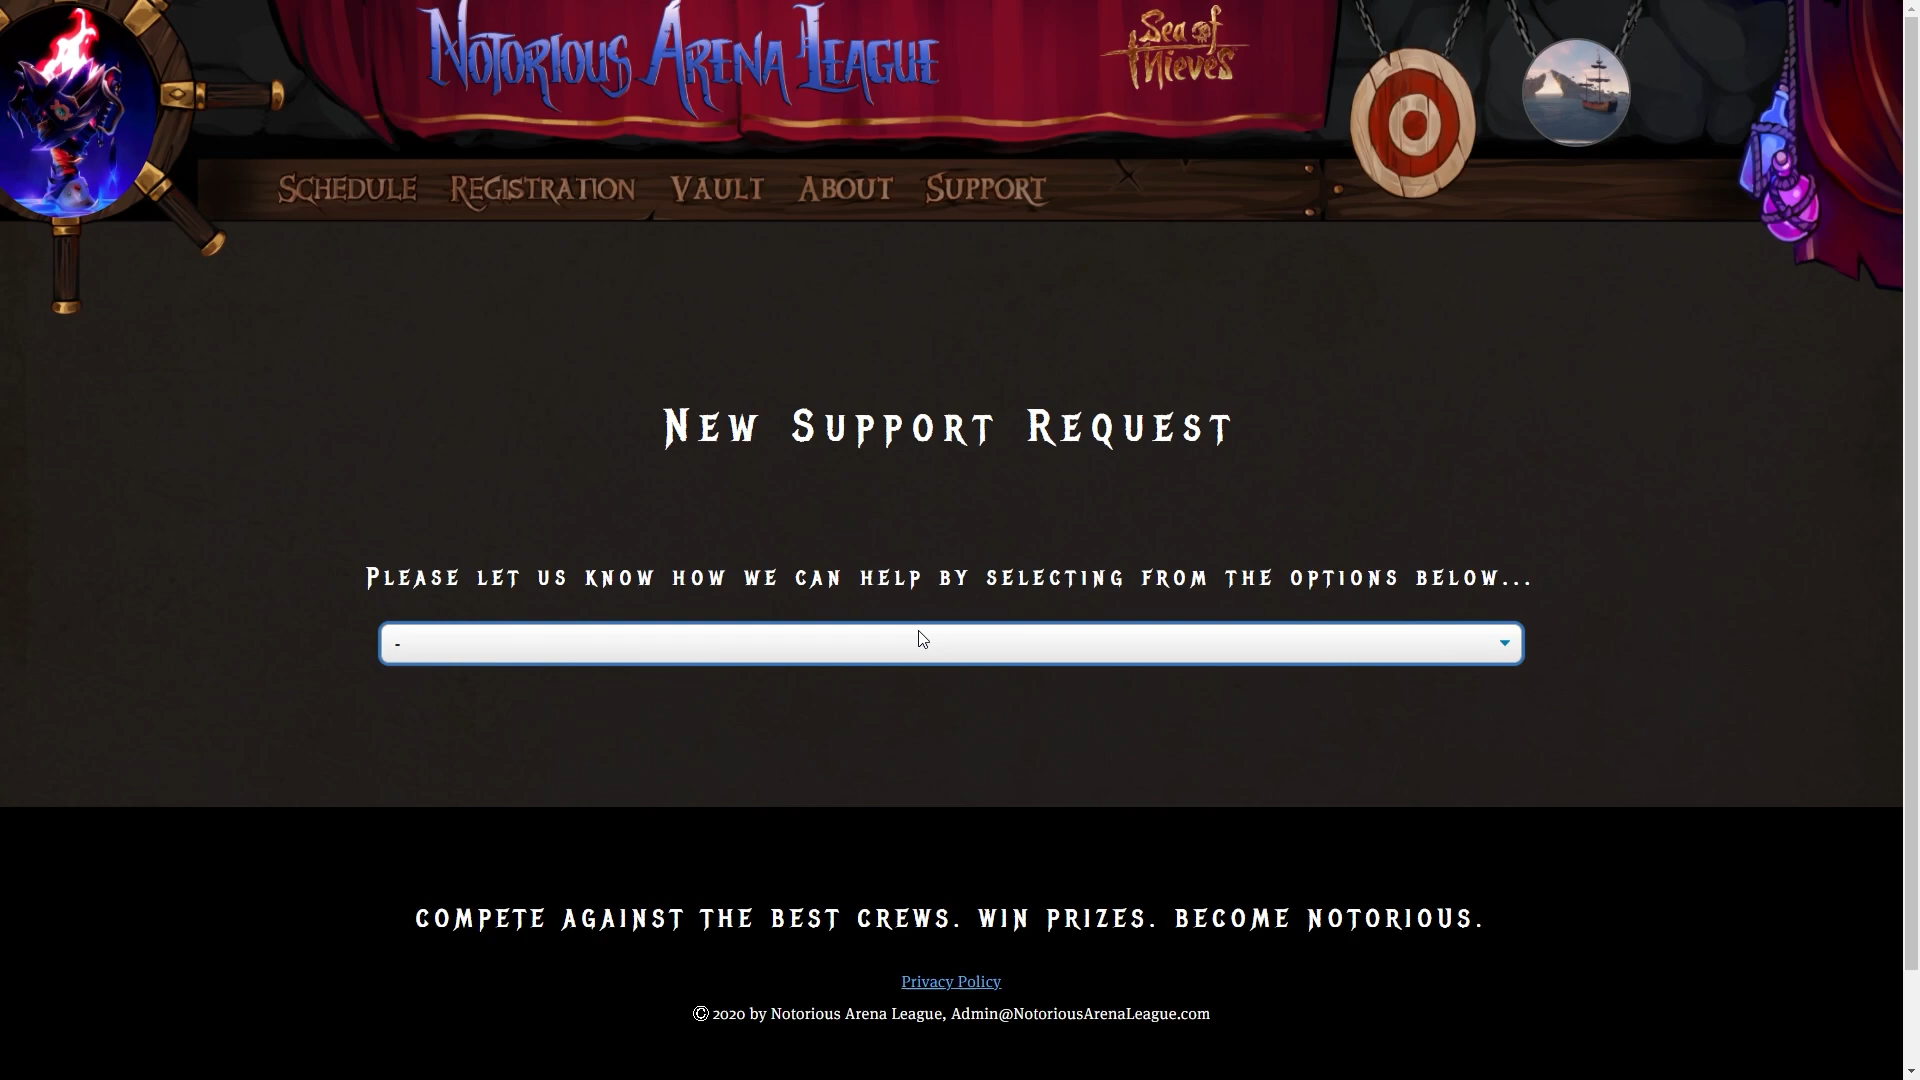 Notorious Arena League
Sea of Thieves
Schedule Registration Vault About Support
New Support Request
Please let us know how we can help by selecting from the options below...
-
COMPETE AGAINST THE BEST CREWS. WIN PRIZES. BECOME NOTORIOUS.
Privacy Policy
© 2020 by Notorious Arena League, Admin@NotoriousArenaLeague.com